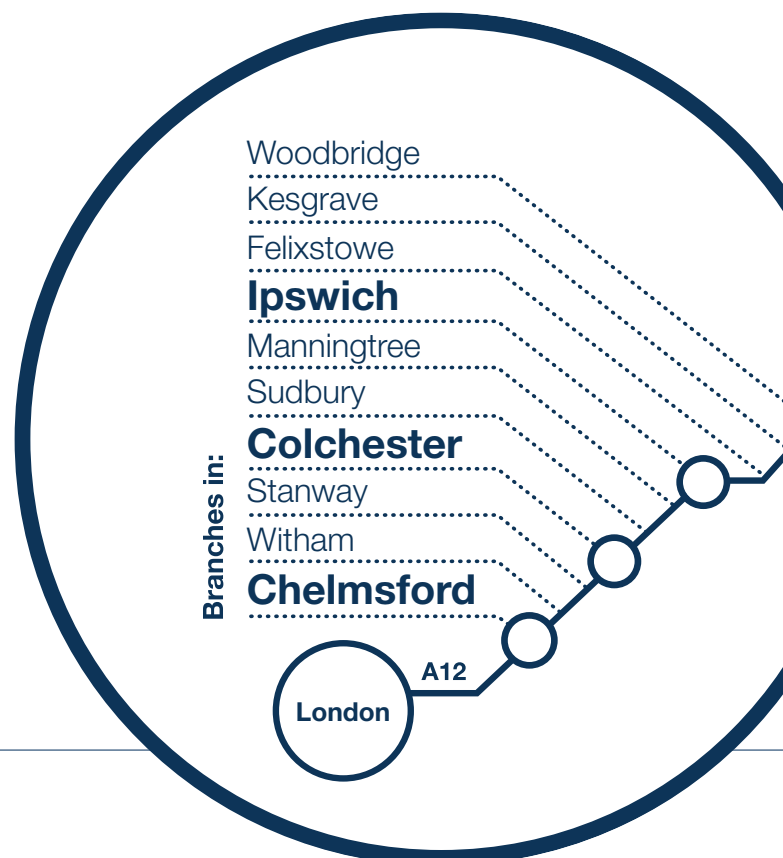 Woodbridge
Kesgrave
Felixstowe
Ipswich
Manningtree
Sudbury
Colchester
Stanway
Witham
Chelmsford
Branches in:
A12
London